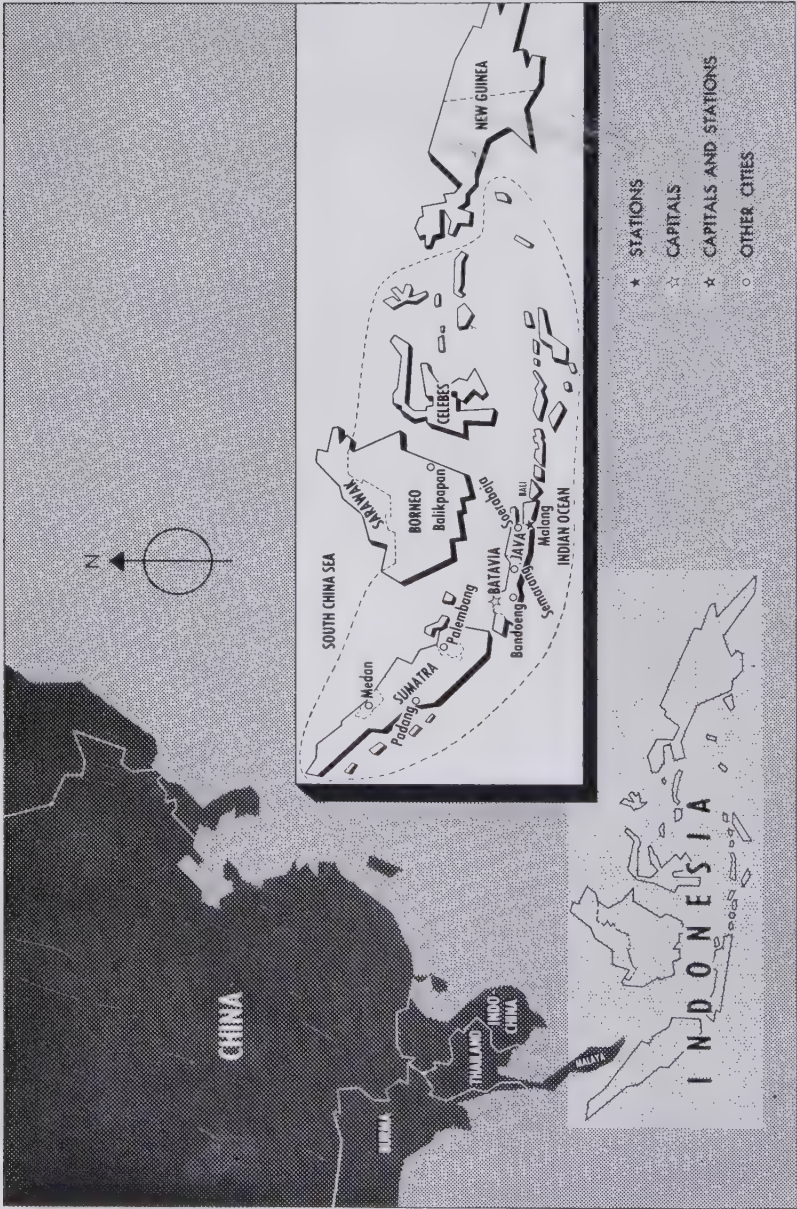 N
CHINA
BURMA
THAILAND
INDO
CHINA
MALAYA
INDONESIA
SOUTH CHINA SEA
Medan
SUMATRA
Padang
Palembang
SARAWAK
BORNEO
Balikpapan
CELEBES
NEW GUINEA
BATAVIA
Bandoeng
Semarang
JAVA
Soerabaja
BALI
Malang
INDIAN OCEAN
STATIONS
CAPITALS
CAPITALS AND STATIONS
OTHER CITIES